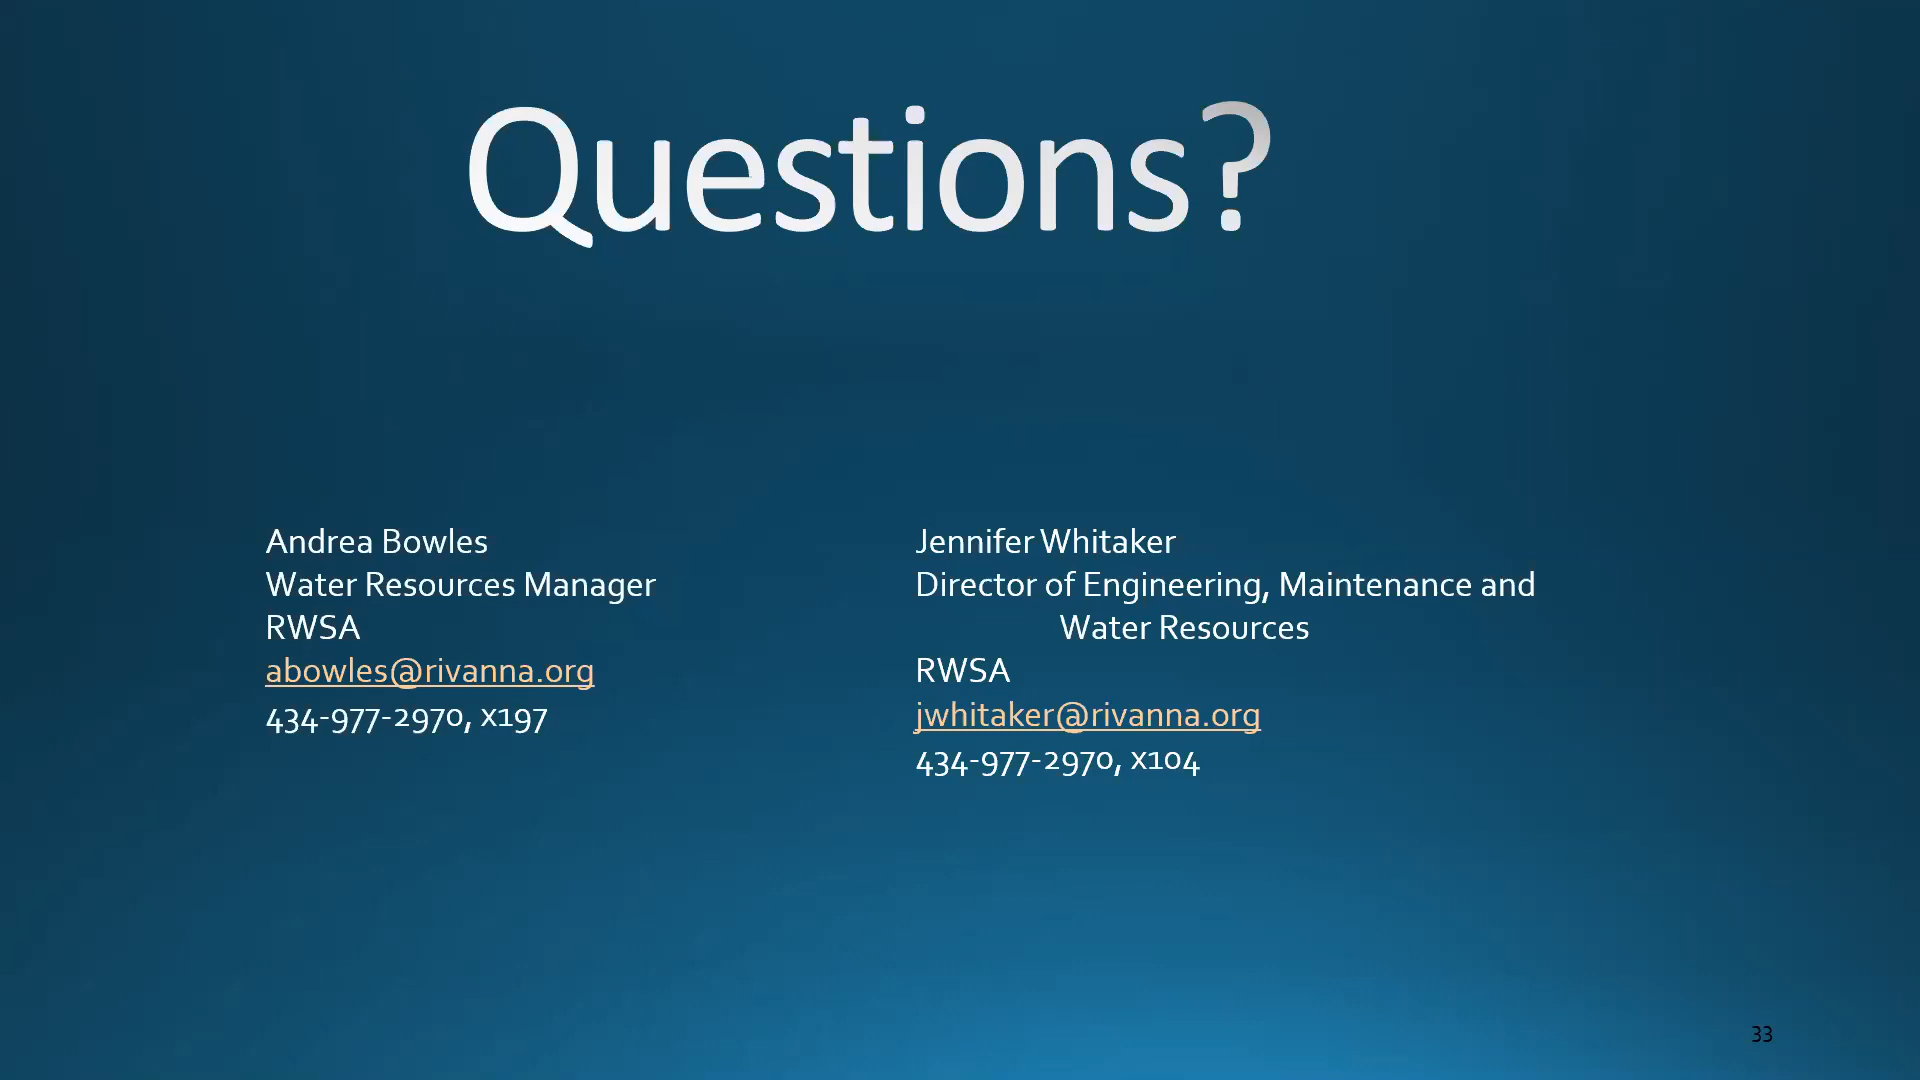 Questions?
Andrea Bowles
Water Resources Manager
RWSA
abowles@rivanna.org
434-977-2970, x197
Jennifer Whitaker
Director of Engineering, Maintenance and
Water Resources
RWSA
jwhitaker@rivanna.org
434-977-2970, x104
33